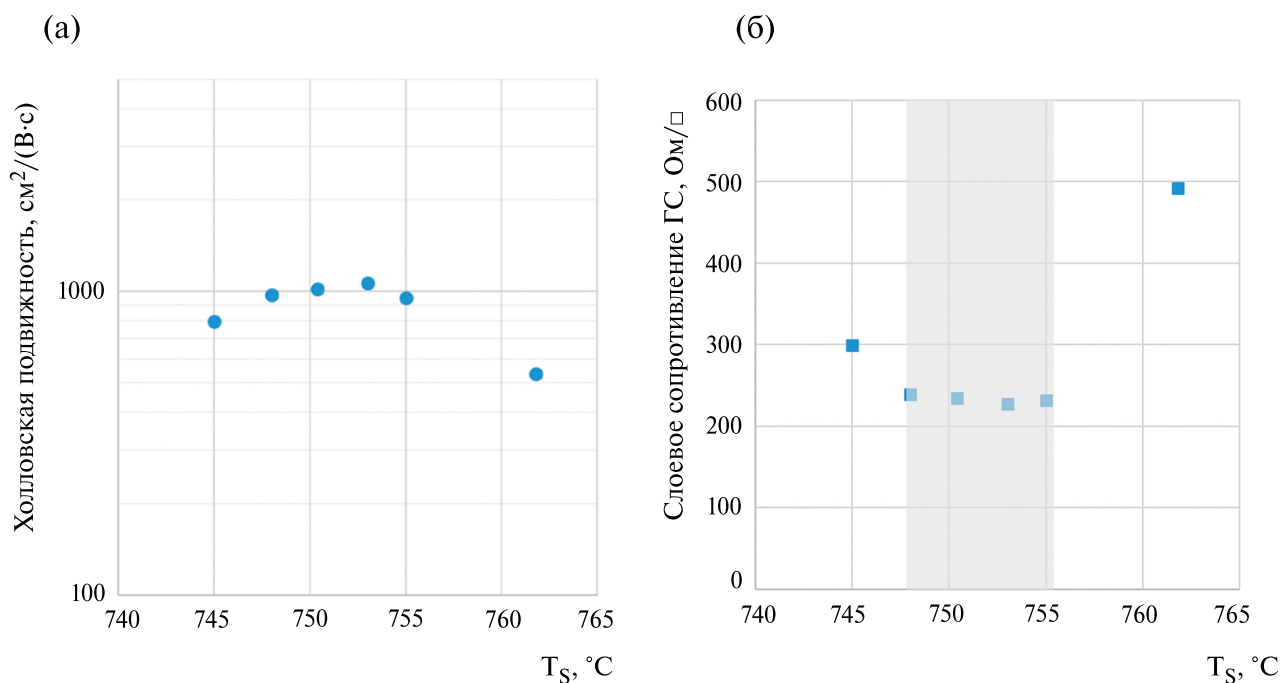 (а)
Холловская подвижность, см²/(В·с)
1000
100
740 745 750 755 760 765
T_S, °C
(б)
Слоевое сопротивление ГС, Ом/□
600
500
400
300
200
100
0
740 745 750 755 760 765
T_S, °C